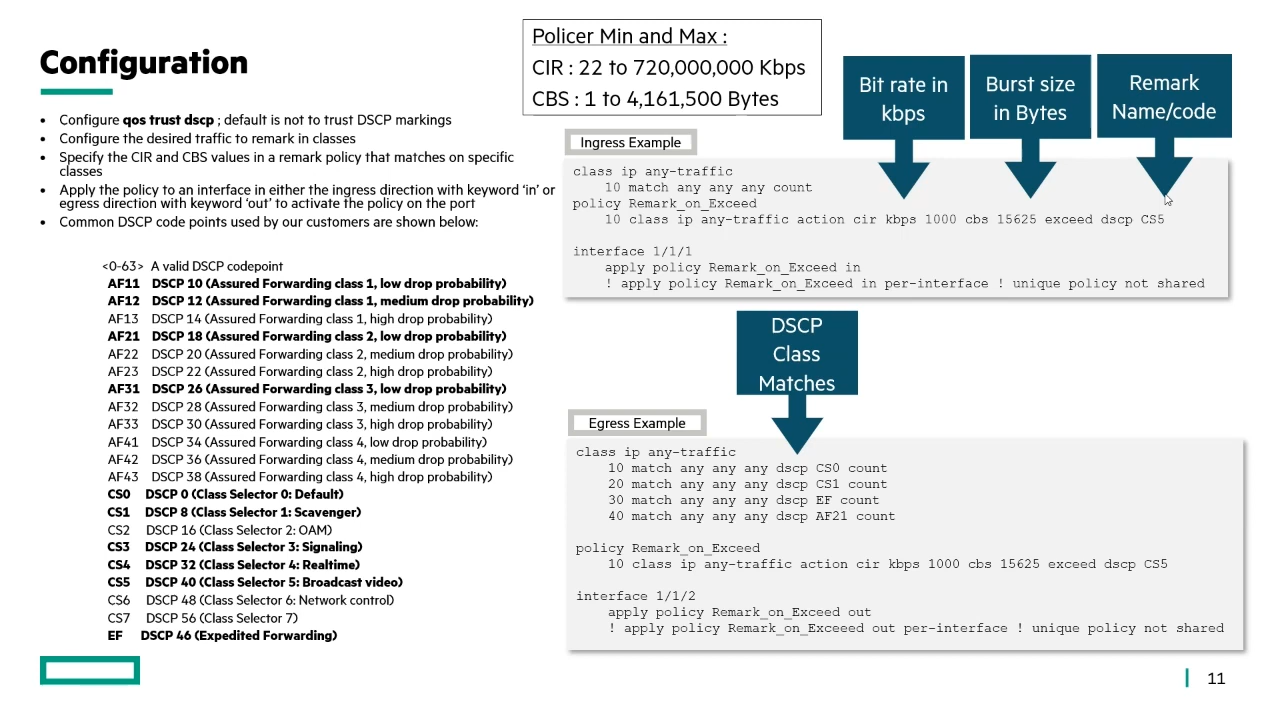 Configuration
Policer Min and Max :
CIR : 22 to 720,000,000 Kbps
CBS : 1 to 4,161,500 Bytes
Bit rate in
kbps
Burst size
in Bytes
Remark
Name/code
• Configure qos trust dscp ; default is not to trust DSCP markings
• Configure the desired traffic to remark in classes
• Specify the CIR and CBS values in a remark policy that matches on specific
classes
• Apply the policy to an interface in either the ingress direction with keyword ‘in’ or
egress direction with keyword ‘out’ to activate the policy on the port
• Common DSCP code points used by our customers are shown below:
<0-63> A valid DSCP codepoint
AF11 DSCP 10 (Assured Forwarding class 1, low drop probability)
AF12 DSCP 12 (Assured Forwarding class 1, medium drop probability)
AF13 DSCP 14 (Assured Forwarding class 1, high drop probability)
AF21 DSCP 18 (Assured Forwarding class 2, low drop probability)
AF22 DSCP 20 (Assured Forwarding class 2, medium drop probability)
AF23 DSCP 22 (Assured Forwarding class 2, high drop probability)
AF31 DSCP 26 (Assured Forwarding class 3, low drop probability)
AF32 DSCP 28 (Assured Forwarding class 3, medium drop probability)
AF33 DSCP 30 (Assured Forwarding class 3, high drop probability)
AF41 DSCP 34 (Assured Forwarding class 4, low drop probability)
AF42 DSCP 36 (Assured Forwarding class 4, medium drop probability)
AF43 DSCP 38 (Assured Forwarding class 4, high drop probability)
CS0 DSCP 0 (Class Selector 0: Default)
CS1 DSCP 8 (Class Selector 1: Scavenger)
CS2 DSCP 16 (Class Selector 2: OAM)
CS3 DSCP 24 (Class Selector 3: Signaling)
CS4 DSCP 32 (Class Selector 4: Realtime)
CS5 DSCP 40 (Class Selector 5: Broadcast video)
CS6 DSCP 48 (Class Selector 6: Network control)
CS7 DSCP 56 (Class Selector 7)
EF DSCP 46 (Expedited Forwarding)
Ingress Example
class ip any-traffic
10 match any any any count
policy Remark_on_Exceed
10 class ip any-traffic action cir kbps 1000 cbs 15625 exceed dscp CS5
interface 1/1/1
apply policy Remark_on_Exceed in
! apply policy Remark_on_Exceed in per-interface ! unique policy not shared
DSCP
Class
Matches
Egress Example
class ip any-traffic
10 match any any any dscp CS0 count
20 match any any any dscp CS1 count
30 match any any any dscp EF count
40 match any any any dscp AF21 count
policy Remark_on_Exceed
10 class ip any-traffic action cir kbps 1000 cbs 15625 exceed dscp CS5
interface 1/1/2
apply policy Remark_on_Exceed out
! apply policy Remark_on_Exceeed out per-interface ! unique policy not shared
11